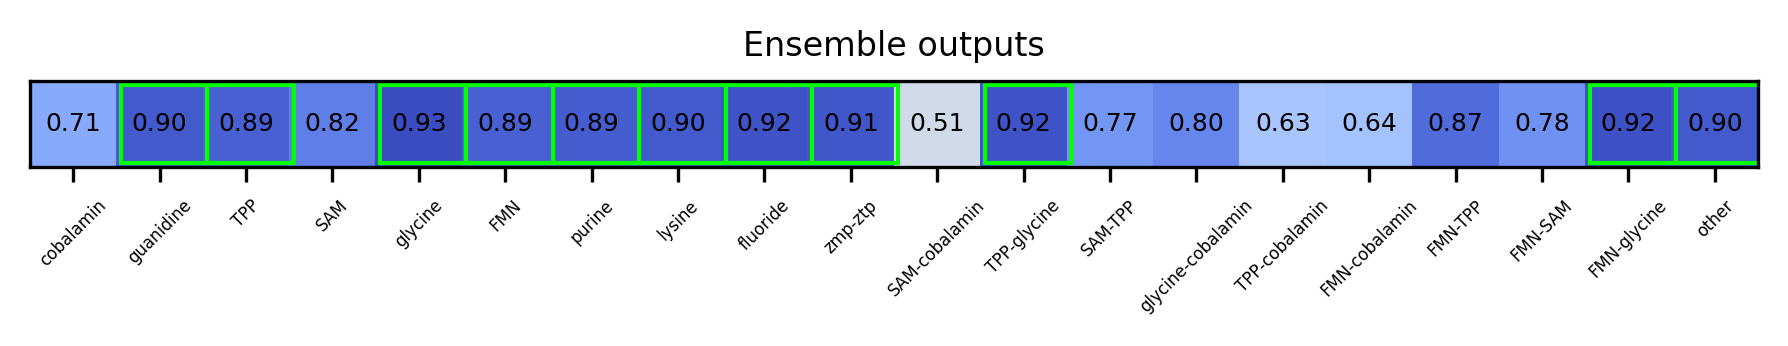 Ensemble outputs
0.71 0.90 0.89 0.82 0.93 0.89 0.89 0.90 0.92 0.91 0.51 0.92 0.77 0.80 0.63 0.64 0.87 0.78 0.92 0.90
cobalamin guanidine TPP SAM glycine FMN purine lysine fluoride zmp-ztp SAM-cobalamin TPP-glycine SAM-TPP glycine-cobalamin TPP-cobalamin FMN-cobalamin FMN-TPP FMN-SAM FMN-glycine other